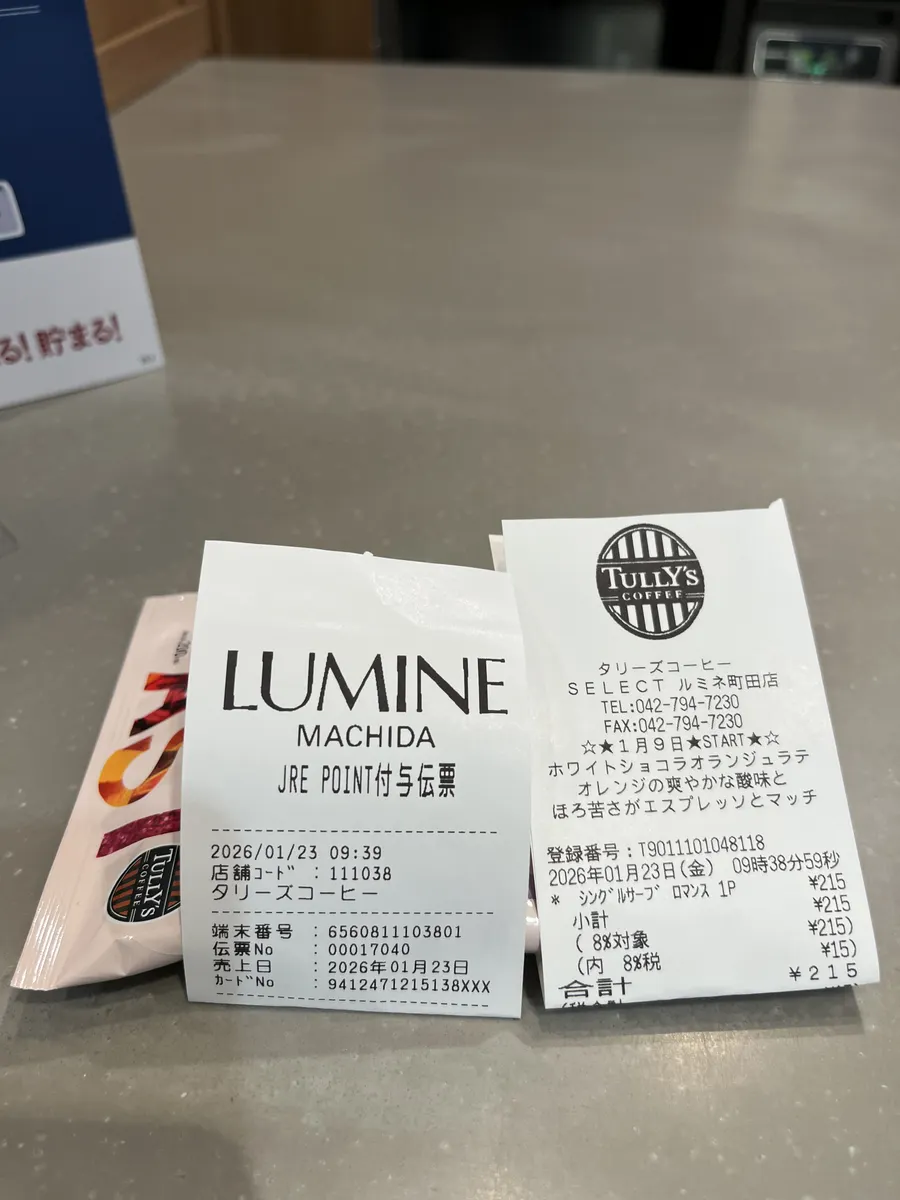 る!貯まる!
TULLY'S
COFFEE
LUMINE
MACHIDA
JRE POINT付与伝票
2026/01/23 09:39
店舗ｺｰﾄﾞ : 111038
タリーズコーヒー
端末番号 : 6560811103801
伝票No : 00017040
売上日 : 2026年01月23日
ｶｰﾄﾞNo : 9412471215138XXX
TULLY'S
COFFEE
タリーズコーヒー
SELECT ルミネ町田店
TEL:042-794-7230
FAX:042-794-7230
☆★1月9日★START★☆
ホワイトショコラオランジュラテ
オレンジの爽やかな酸味と
ほろ苦さがエスプレッソとマッチ
登録番号:T9011101048118
2026年01月23日(金) 09時38分59秒
* ｼﾝｸﾞﾙｻｰﾌﾞ ﾛﾏﾝｽ 1P ¥215
小計 ¥215
( 8%対象 ¥215)
(内 8%税 ¥15)
合計 ¥215